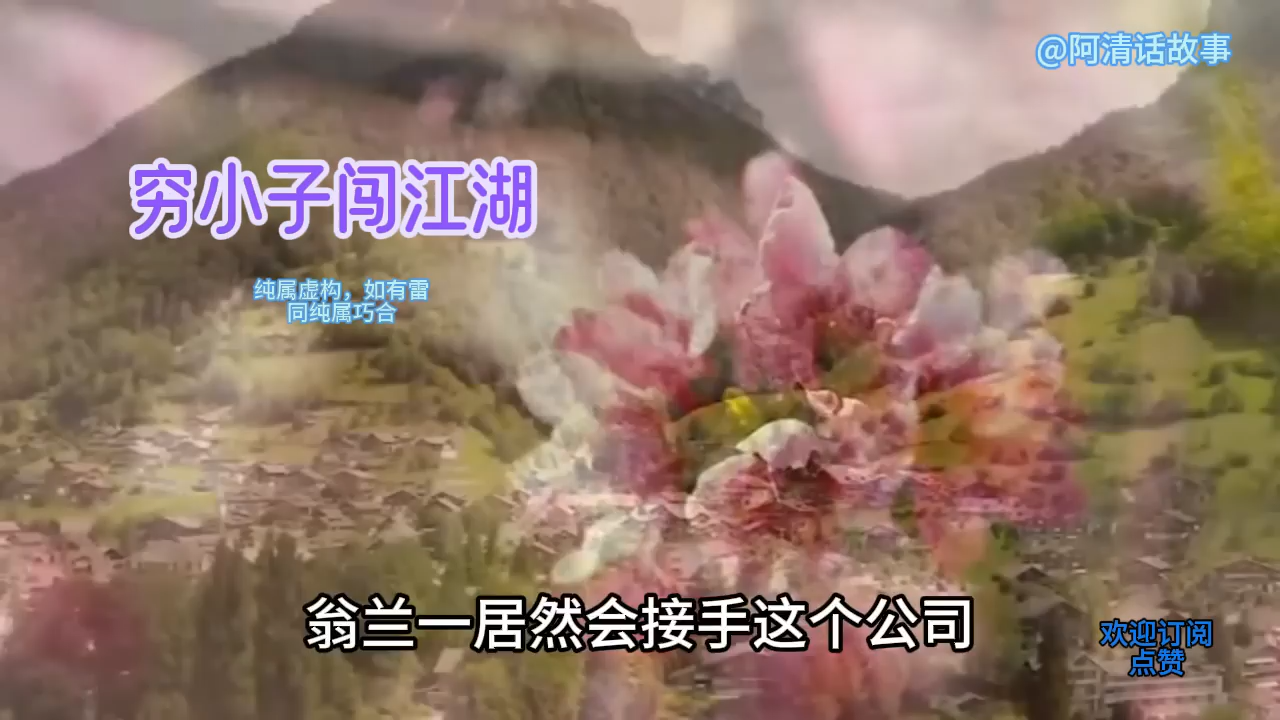 @阿清话故事
穷小子闯江湖
纯属虚构，如有雷
同纯属巧合
翁兰一居然会接手这个公司
欢迎订阅
点赞